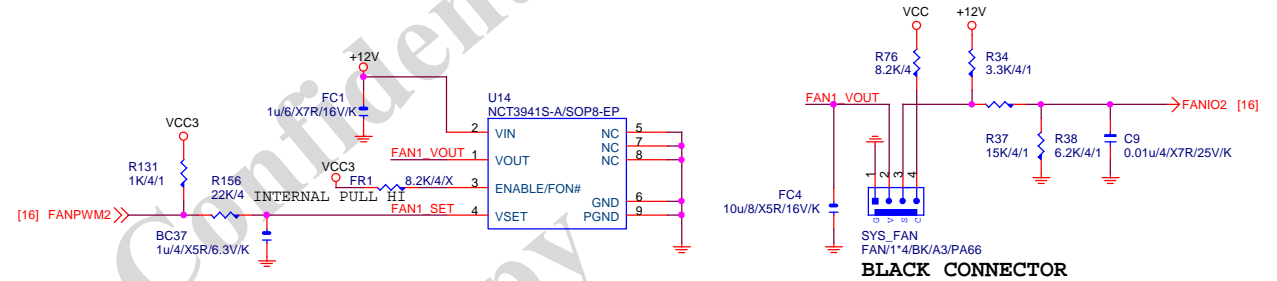 +12V
FC1
1u/6/X7R/16V/K
VCC3
R131
1K/4/1
R156
22K/4
[16] FANPWM2
BC37
1u/4/X5R/6.3V/K
INTERNAL PULL HI
VCC3
FR1
8.2K/4/X
FAN1_VOUT
FAN1_SET
U14
NCT3941S-A/SOP8-EP
2 VIN
1 VOUT
3 ENABLE/FON#
4 VSET
NC 5
NC 7
NC 8
GND 6
PGND 9
VCC
+12V
R76
8.2K/4
R34
3.3K/4/1
FAN1_VOUT
FANIO2 [16]
R37
15K/4/1
R38
6.2K/4/1
C9
0.01u/4/X7R/25V/K
FC4
10u/8/X5R/16V/K
1 2 3 4
G V S C
SYS_FAN
FAN/1*4/BK/A3/PA66
BLACK CONNECTOR
Confident
py